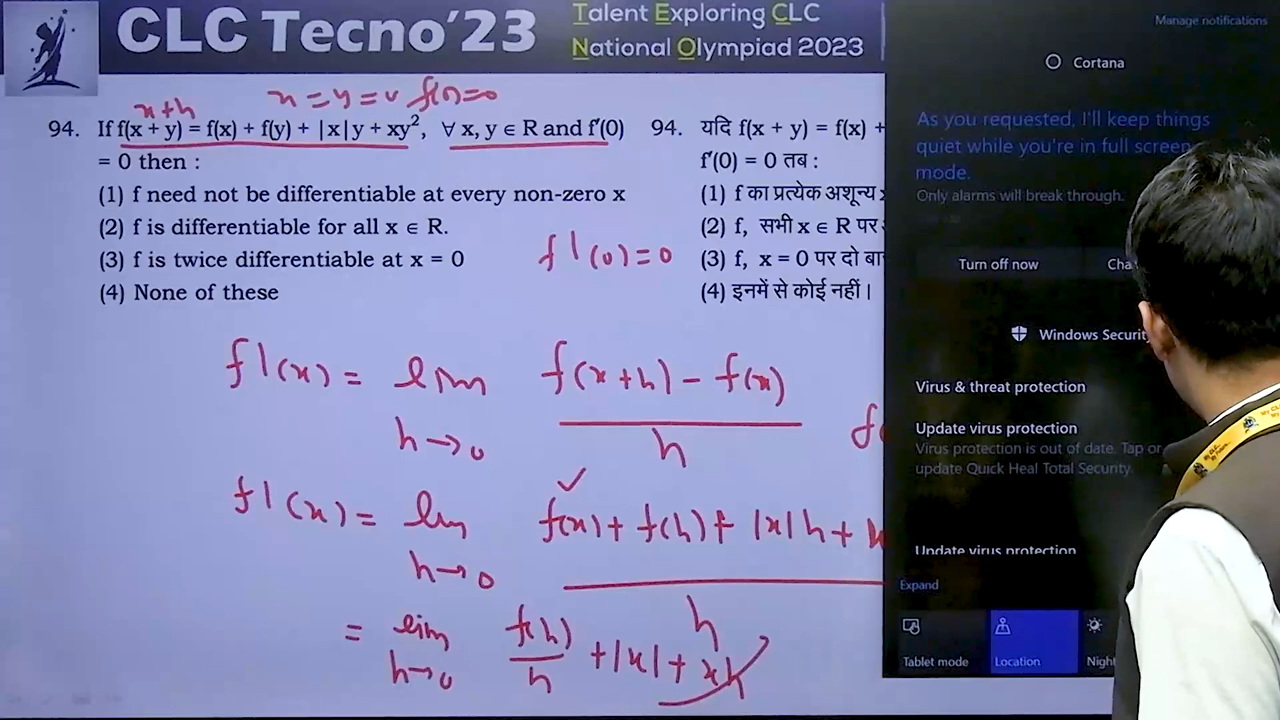 CLC Tecno'23
Talent Exploring CLC
National Olympiad 2023
x+h
x = y = 0 f(0)=0
94. If f(x + y) = f(x) + f(y) + |x|y + xy², ∀ x, y ∈ R and f'(0)
= 0 then :
(1) f need not be differentiable at every non-zero x
(2) f is differentiable for all x ∈ R.
(3) f is twice differentiable at x = 0
(4) None of these
f'(0)=0
94. यदि f(x + y) = f(x) +
f'(0) = 0 तब :
(1) f का प्रत्येक अशून्य
(2) f, सभी x ∈ R पर
(3) f, x = 0 पर दो बा
(4) इनमें से कोई नहीं।
f'(x) = lim h→0 f(x+h) - f(x) / h
f'(x) = lim h→0 f(x) + f(h) + |x|h + / h
= lim h→0 f(h)/h + |x| + xh
Manage notifications
Cortana
As you requested, I'll keep things
quiet while you're in full screen
mode.
Only alarms will break through.
Turn off now
Cha
Windows Securit
Virus & threat protection
Update virus protection
Virus protection is out of date. Tap or
update Quick Heal Total Security.
Update virus protection
Expand
Tablet mode
Location
Nigh